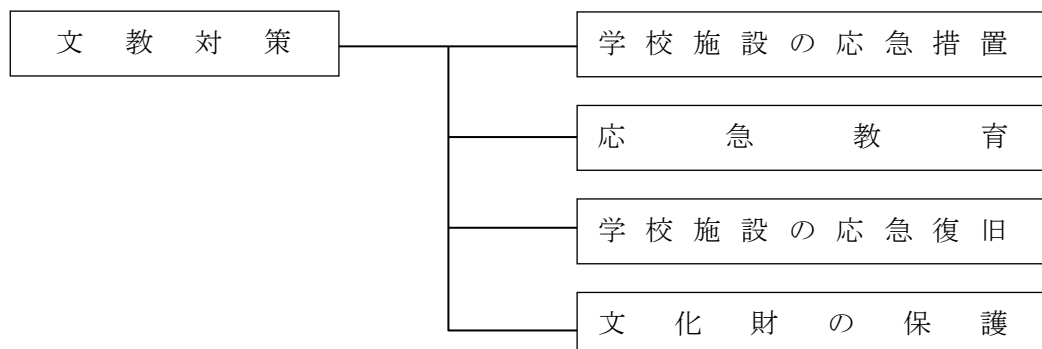 文教対策
学校施設の応急措置
応急教育
学校施設の応急復旧
文化財の保護